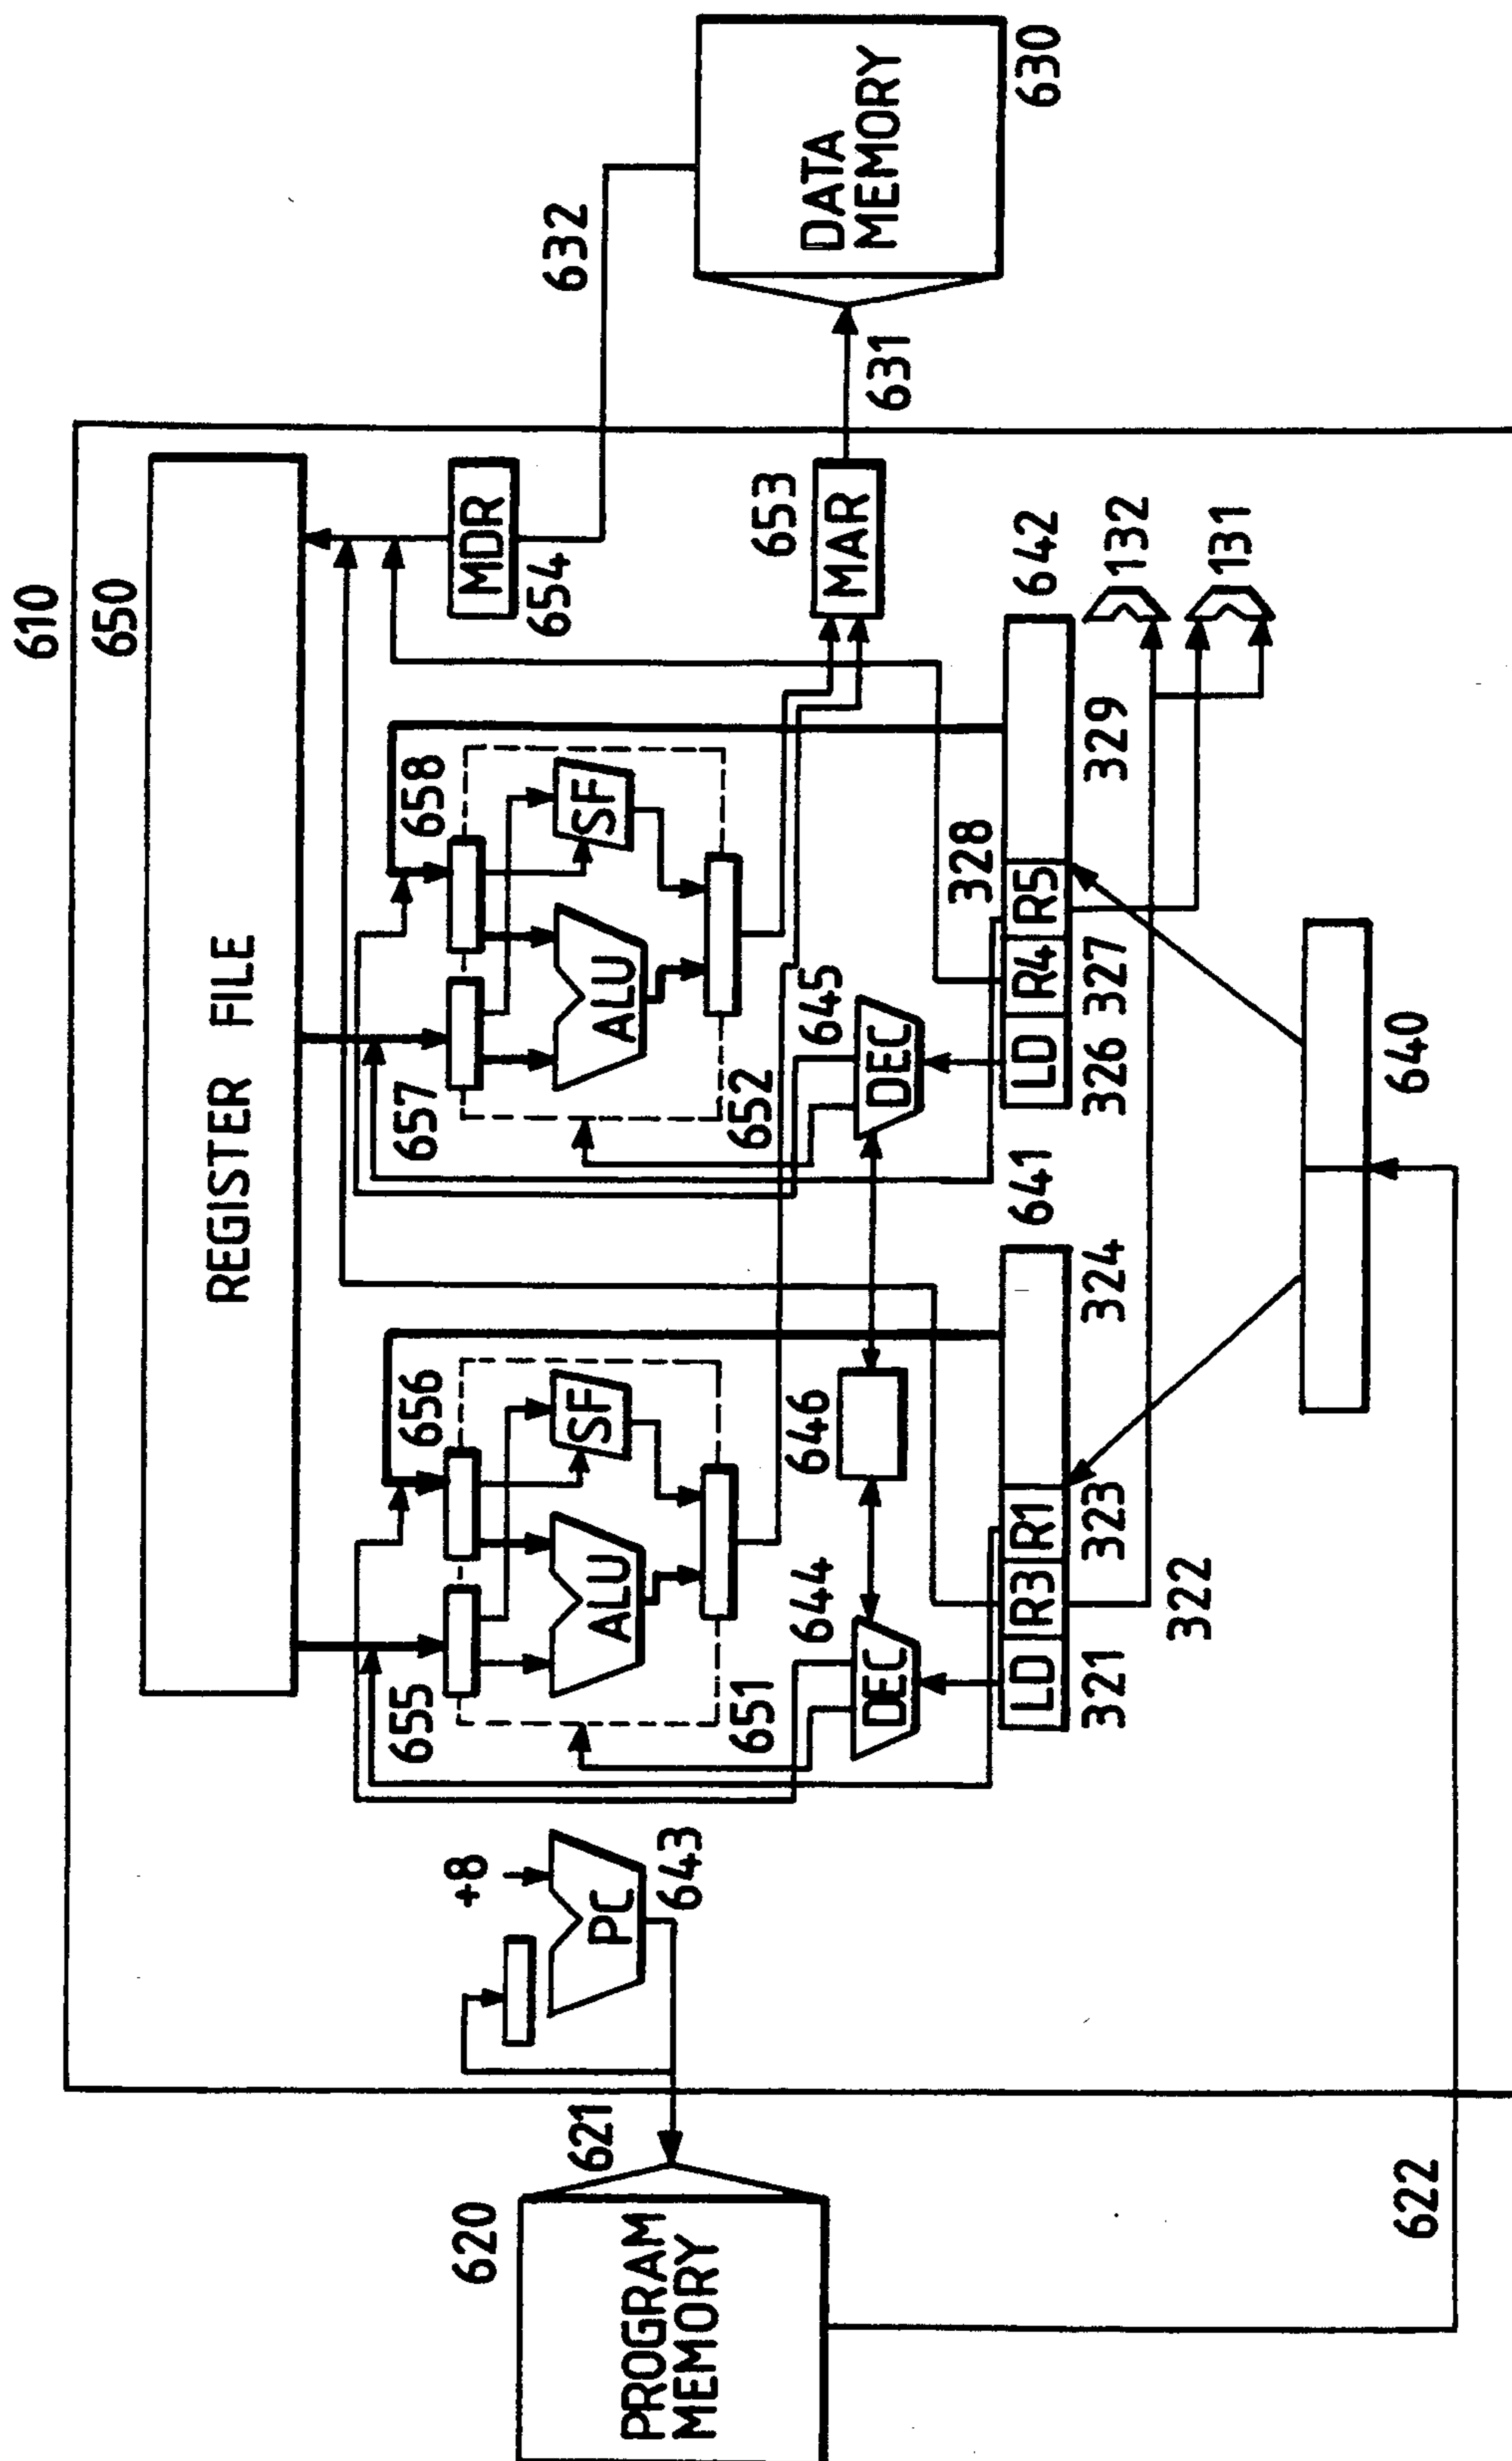 610
650
REGISTER FILE
620
PROGRAM
MEMORY
621
622
+8
PC
643
655
656
ALU
SF
651
657
658
ALU
SF
652
MDR
654
653
MAR
631
632
DATA
MEMORY
630
644
DEC
646
645
DEC
LD R3 R1
641
321
322
323
324
LD R4 R5
642
326
327
328
329
132
131
640